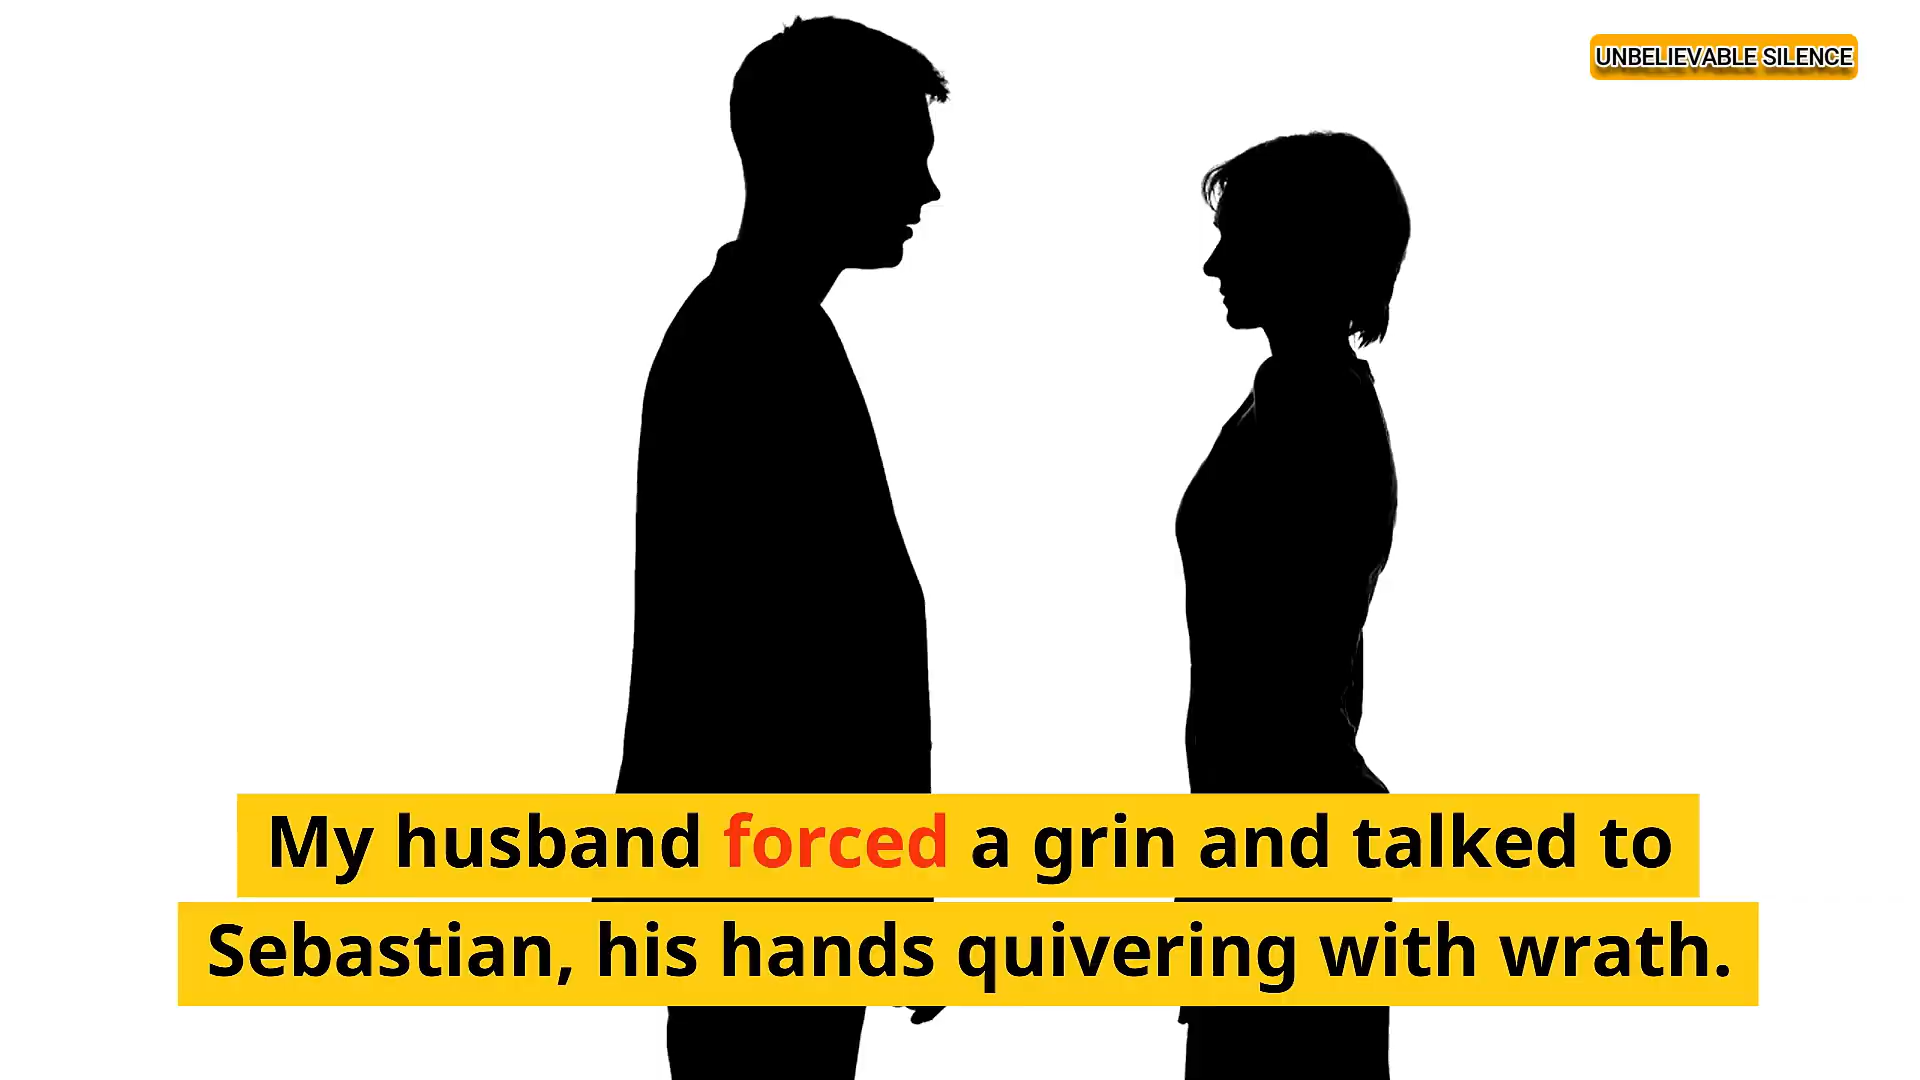 UNBELIEVABLE SILENCE
My husband forced a grin and talked to
Sebastian, his hands quivering with wrath.